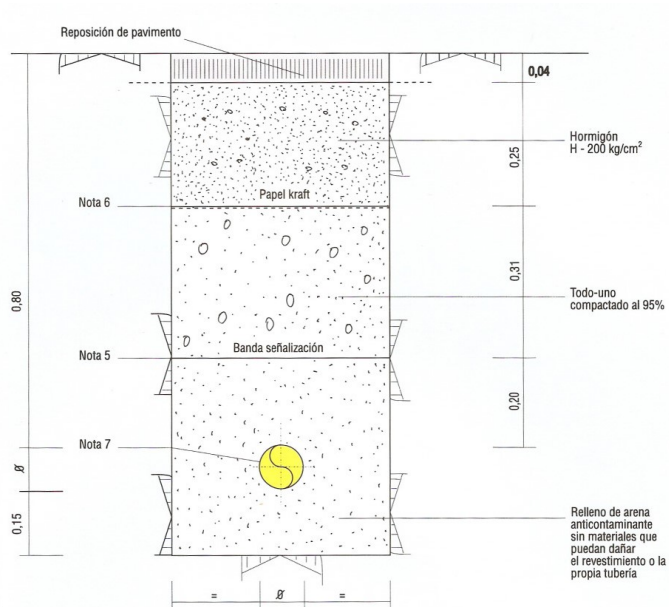 Reposición de pavimento
0,04
Hormigón
H - 200 kg/cm²
0,25
Papel kraft
Nota 6
0,31
0,80
Todo-uno
compactado al 95%
Banda señalización
Nota 5
0,20
Nota 7
Ø
0,15
Relleno de arena
anticontaminante
sin materiales que
puedan dañar
el revestimiento o la
propia tubería
= Ø =